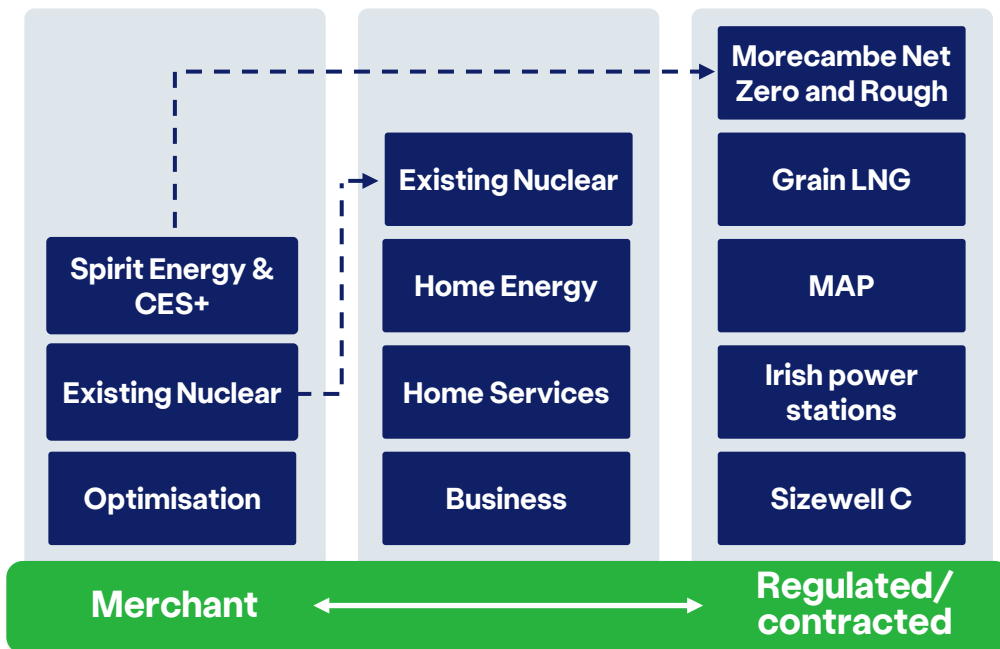 Spirit Energy &
CES+
Existing Nuclear
Optimisation
Existing Nuclear
Home Energy
Home Services
Business
Morecambe Net
Zero and Rough
Grain LNG
MAP
Irish power
stations
Sizewell C
Merchant
Regulated/
contracted